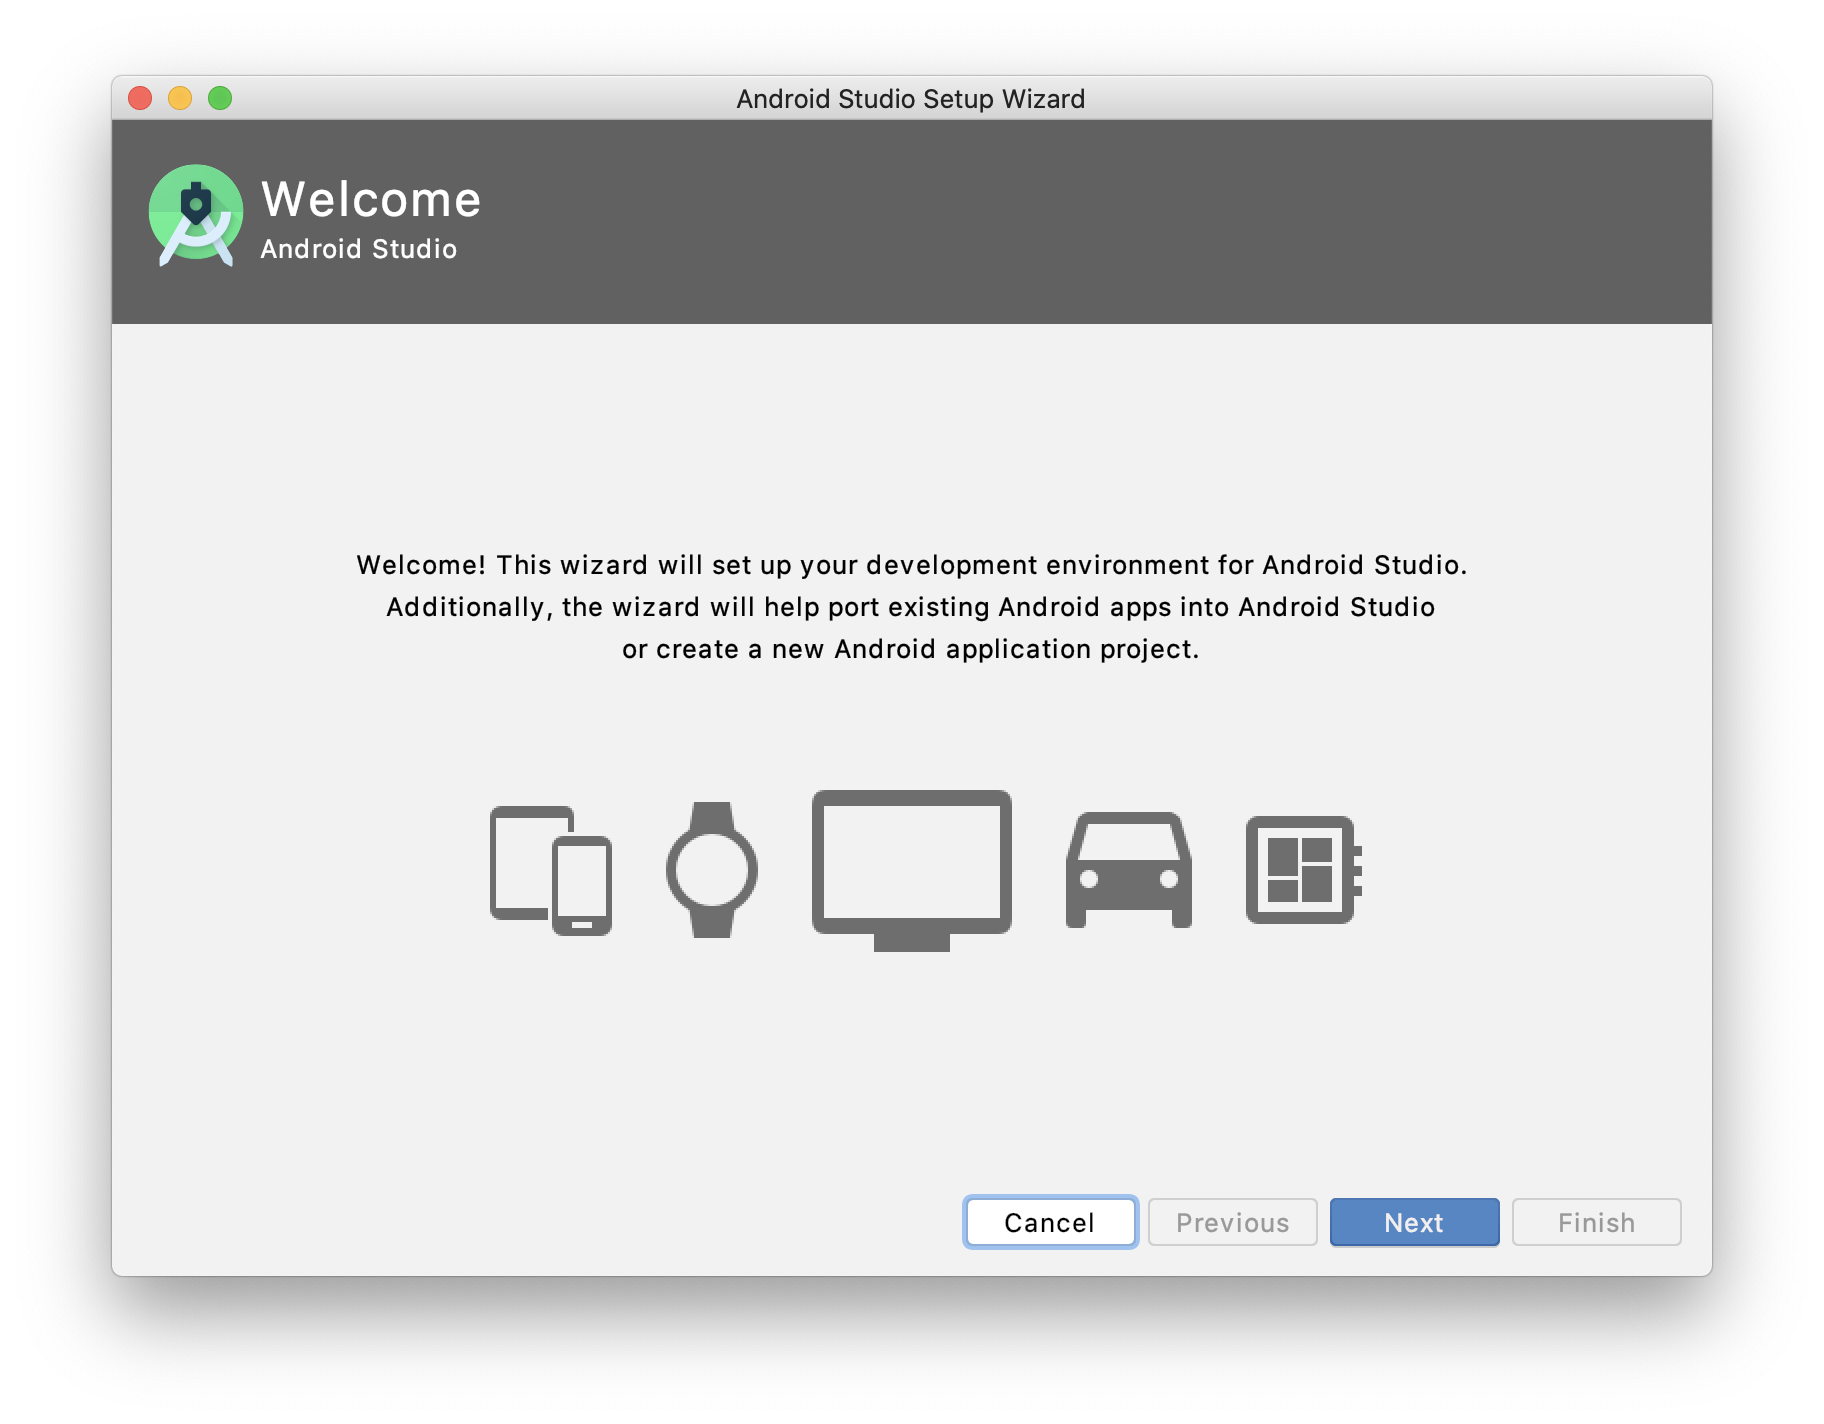 Android Studio Setup Wizard
Welcome
Android Studio
Welcome! This wizard will set up your development environment for Android Studio.
Additionally, the wizard will help port existing Android apps into Android Studio
or create a new Android application project.
Cancel
Previous
Next
Finish